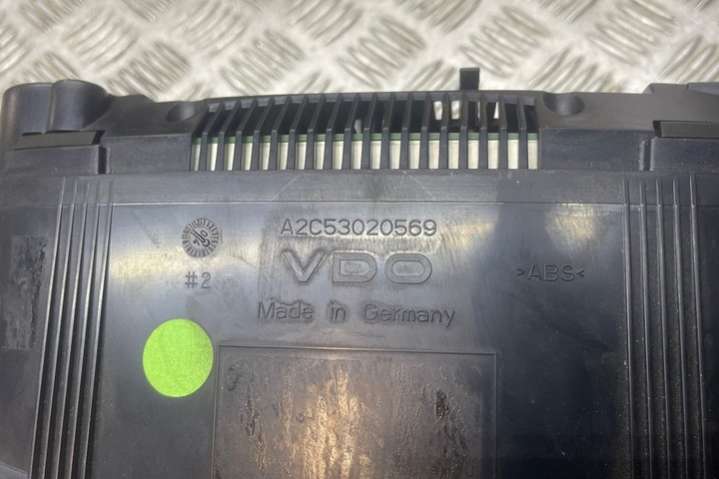 A2C53020569
VDO
#2
>ABS<
Made in Germany